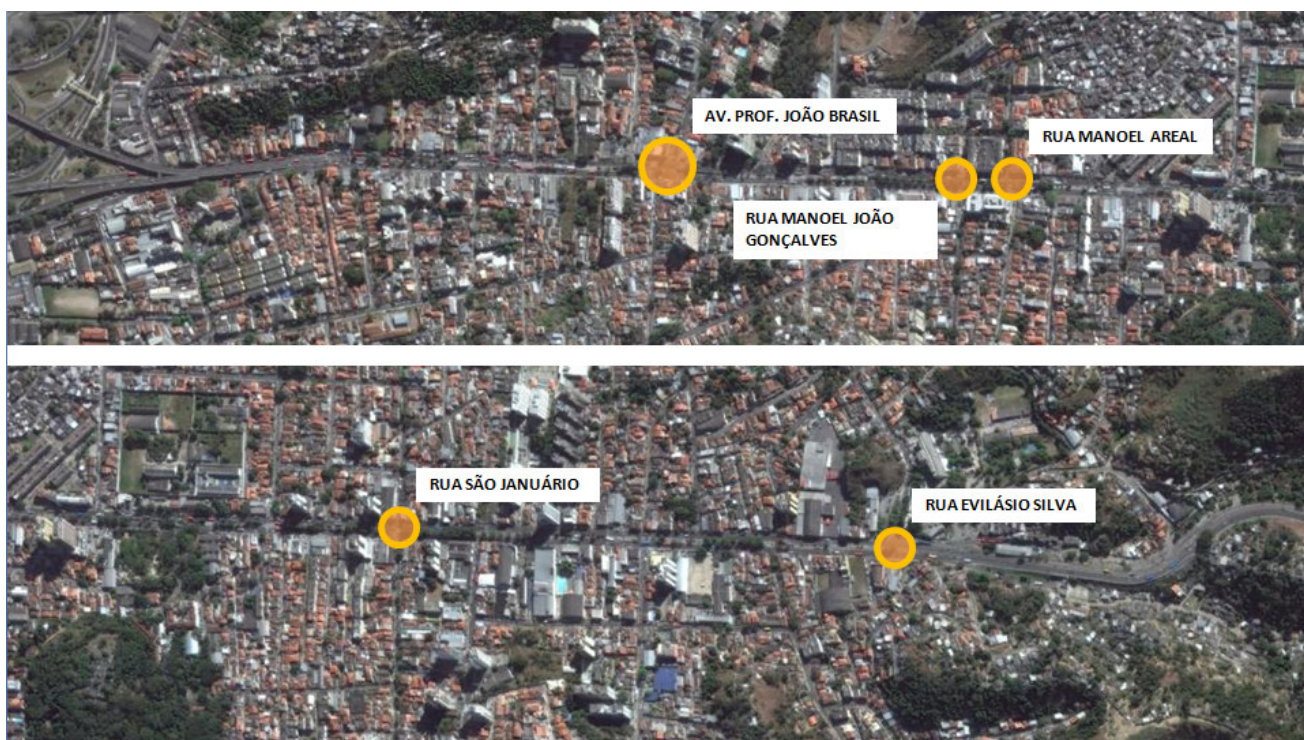 AV. PROF. JOÃO BRASIL
RUA MANOEL AREAL
RUA MANOEL JOÃO
GONÇALVES
RUA SÃO JANUÁRIO
RUA EVILÁSIO SILVA